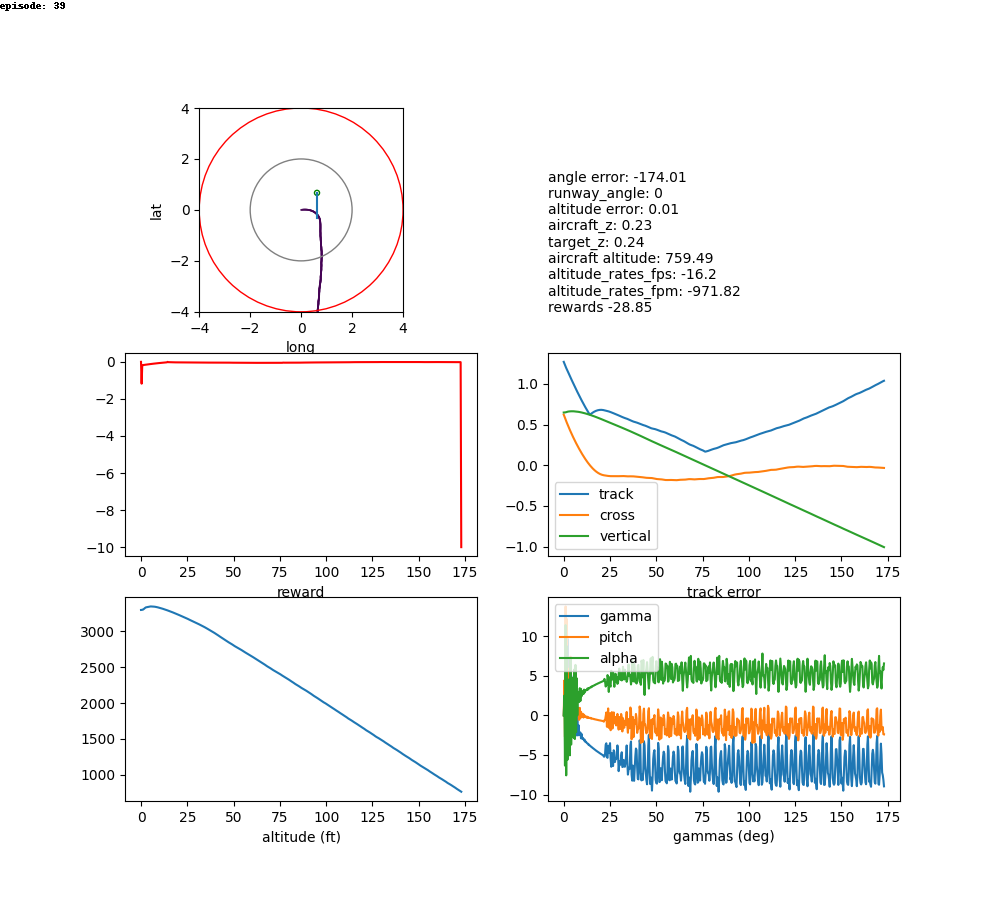 episode: 39
4
2
0
−2
−4
lat
−4 −2 0 2 4
long
angle error: -174.01
runway_angle: 0
altitude error: 0.01
aircraft_z: 0.23
target_z: 0.24
aircraft altitude: 759.49
altitude_rates_fps: -16.2
altitude_rates_fpm: -971.82
rewards -28.85
0
−2
−4
−6
−8
−10
0 25 50 75 100 125 150 175
reward
1.0
0.5
0.0
−0.5
−1.0
track
cross
vertical
0 25 50 75 100 125 150 175
track error
3000
2500
2000
1500
1000
0 25 50 75 100 125 150 175
altitude (ft)
10
5
0
−5
−10
gamma
pitch
alpha
0 25 50 75 100 125 150 175
gammas (deg)